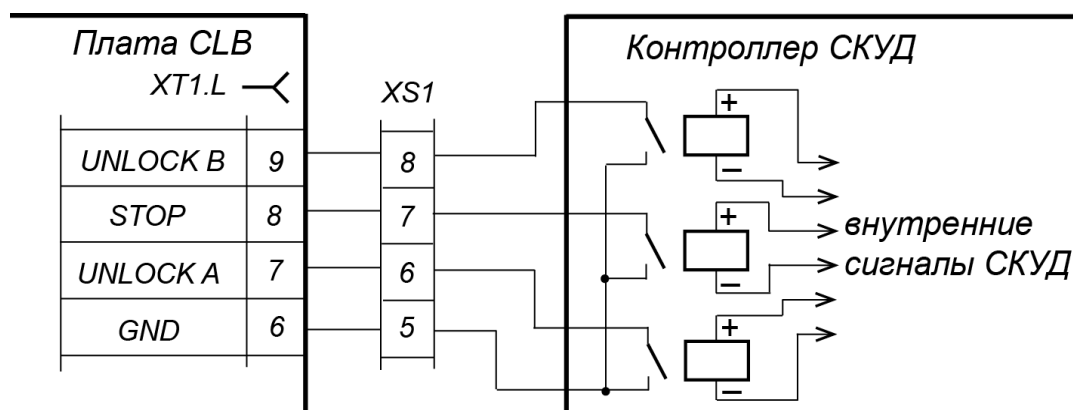 Плата CLB
XT1.L
XS1
UNLOCK B 9 8
STOP 8 7
UNLOCK A 7 6
GND 6 5
Контроллер СКУД
+
−
+
−
+
−
внутренние
сигналы СКУД